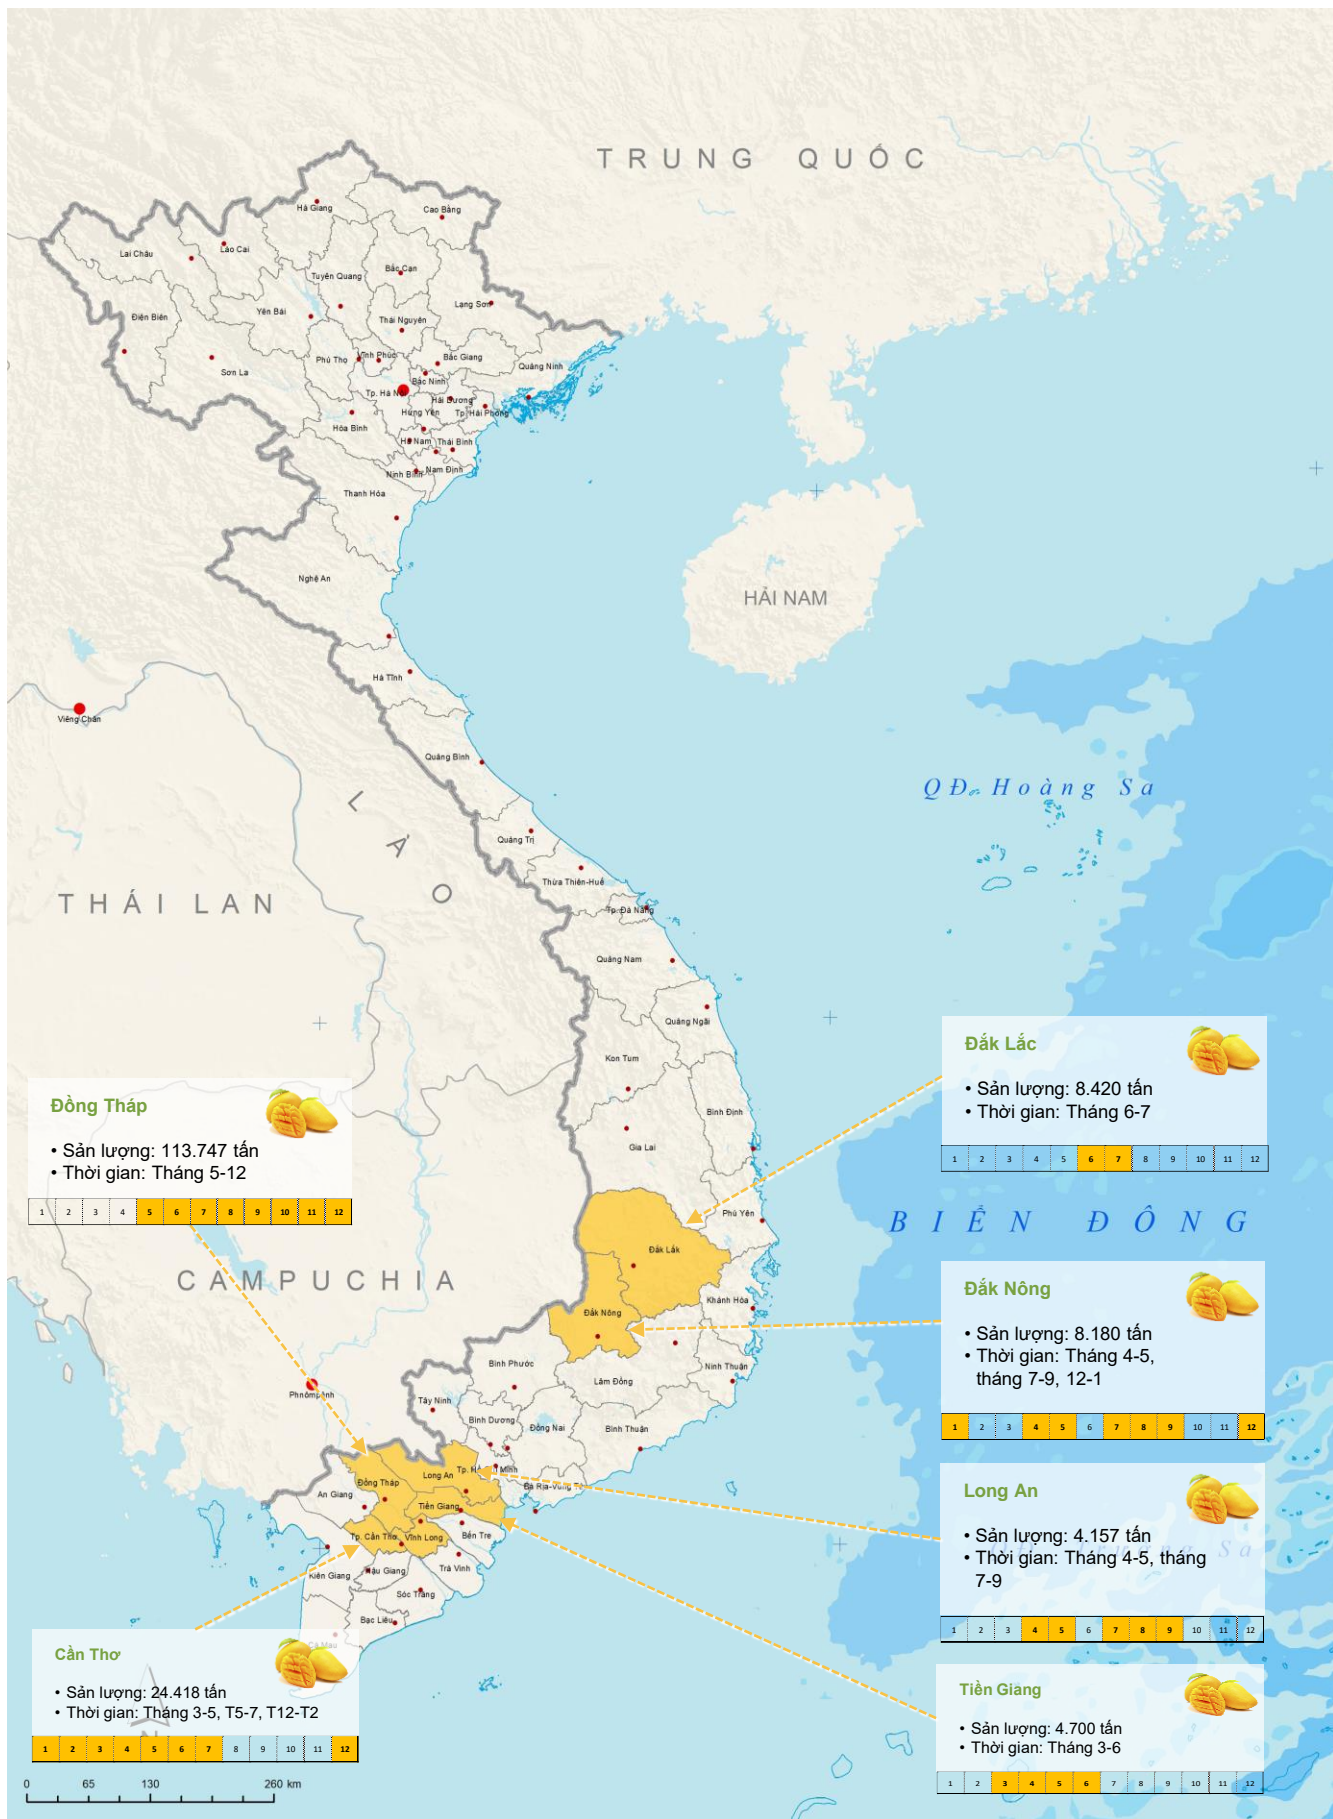 TRUNG QUỐC
Hà Giang
Cao Bằng
Lai Châu
Lào Cai
Tuyên Quang
Bắc Cạn
Lạng Sơn
Điện Biên
Yên Bái
Thái Nguyên
Phú Thọ
Vĩnh Phúc
Bắc Giang
Quảng Ninh
Sơn La
Bắc Ninh
Tp. Hà Nội
Hải Dương
Hưng Yên
Tp. Hải Phòng
Hòa Bình
Hà Nam
Thái Bình
Ninh Bình
Nam Định
Thanh Hóa
Nghệ An
HẢI NAM
Hà Tĩnh
Viêng Chăn
Quảng Bình
QĐ. Hoàng Sa
LÀO
Quảng Trị
Thừa Thiên-Huế
THÁI LAN
Tp. Đà Nẵng
Quảng Nam
Quảng Ngãi
Kon Tum
Bình Định
Gia Lai
Đắk Lắc
• Sản lượng: 8.420 tấn
• Thời gian: Tháng 6-7
1 2 3 4 5 6 7 8 9 10 11 12
Đồng Tháp
• Sản lượng: 113.747 tấn
• Thời gian: Tháng 5-12
1 2 3 4 5 6 7 8 9 10 11 12
Phú Yên
BIỂN ĐÔNG
Đắk Lắk
CAMPUCHIA
Khánh Hòa
Đắk Nông
Đắk Nông
• Sản lượng: 8.180 tấn
• Thời gian: Tháng 4-5,
tháng 7-9, 12-1
1 2 3 4 5 6 7 8 9 10 11 12
Bình Phước
Ninh Thuận
Lâm Đồng
Phnômpênh
Tây Ninh
Bình Dương
Đồng Nai
Bình Thuận
Long An
Đồng Tháp
An Giang
Tiền Giang
Tp. Cần Thơ
Vĩnh Long
Bến Tre
Kiên Giang
Hậu Giang
Trà Vinh
Sóc Trăng
Bạc Liêu
Cà Mau
Long An
• Sản lượng: 4.157 tấn
• Thời gian: Tháng 4-5, tháng
7-9
1 2 3 4 5 6 7 8 9 10 11 12
Cần Thơ
• Sản lượng: 24.418 tấn
• Thời gian: Tháng 3-5, T5-7, T12-T2
1 2 3 4 5 6 7 8 9 10 11 12
Tiền Giang
• Sản lượng: 4.700 tấn
• Thời gian: Tháng 3-6
1 2 3 4 5 6 7 8 9 10 11 12
0 65 130 260 km